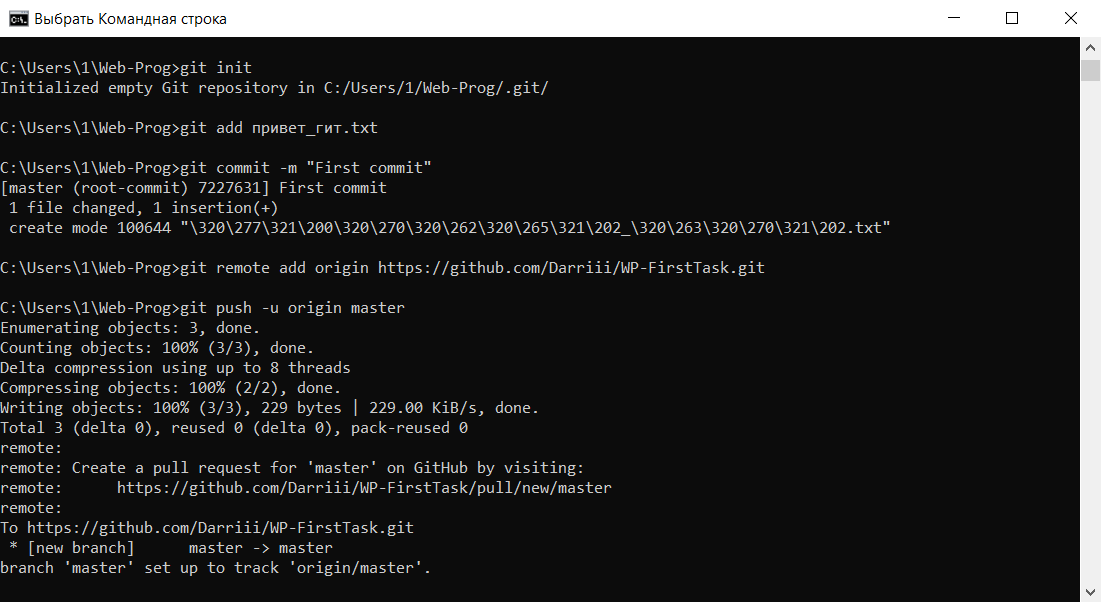 Выбрать Командная строка
C:\Users\1\Web-Prog>git init
Initialized empty Git repository in C:/Users/1/Web-Prog/.git/
C:\Users\1\Web-Prog>git add привет_гит.txt
C:\Users\1\Web-Prog>git commit -m "First commit"
[master (root-commit) 7227631] First commit
 1 file changed, 1 insertion(+)
 create mode 100644 "\320\277\321\200\320\270\320\262\320\265\321\202_\320\263\320\270\321\202.txt"
C:\Users\1\Web-Prog>git remote add origin https://github.com/Darriii/WP-FirstTask.git
C:\Users\1\Web-Prog>git push -u origin master
Enumerating objects: 3, done.
Counting objects: 100% (3/3), done.
Delta compression using up to 8 threads
Compressing objects: 100% (2/2), done.
Writing objects: 100% (3/3), 229 bytes | 229.00 KiB/s, done.
Total 3 (delta 0), reused 0 (delta 0), pack-reused 0
remote:
remote: Create a pull request for 'master' on GitHub by visiting:
remote:      https://github.com/Darriii/WP-FirstTask/pull/new/master
remote:
To https://github.com/Darriii/WP-FirstTask.git
 * [new branch]      master -> master
branch 'master' set up to track 'origin/master'.